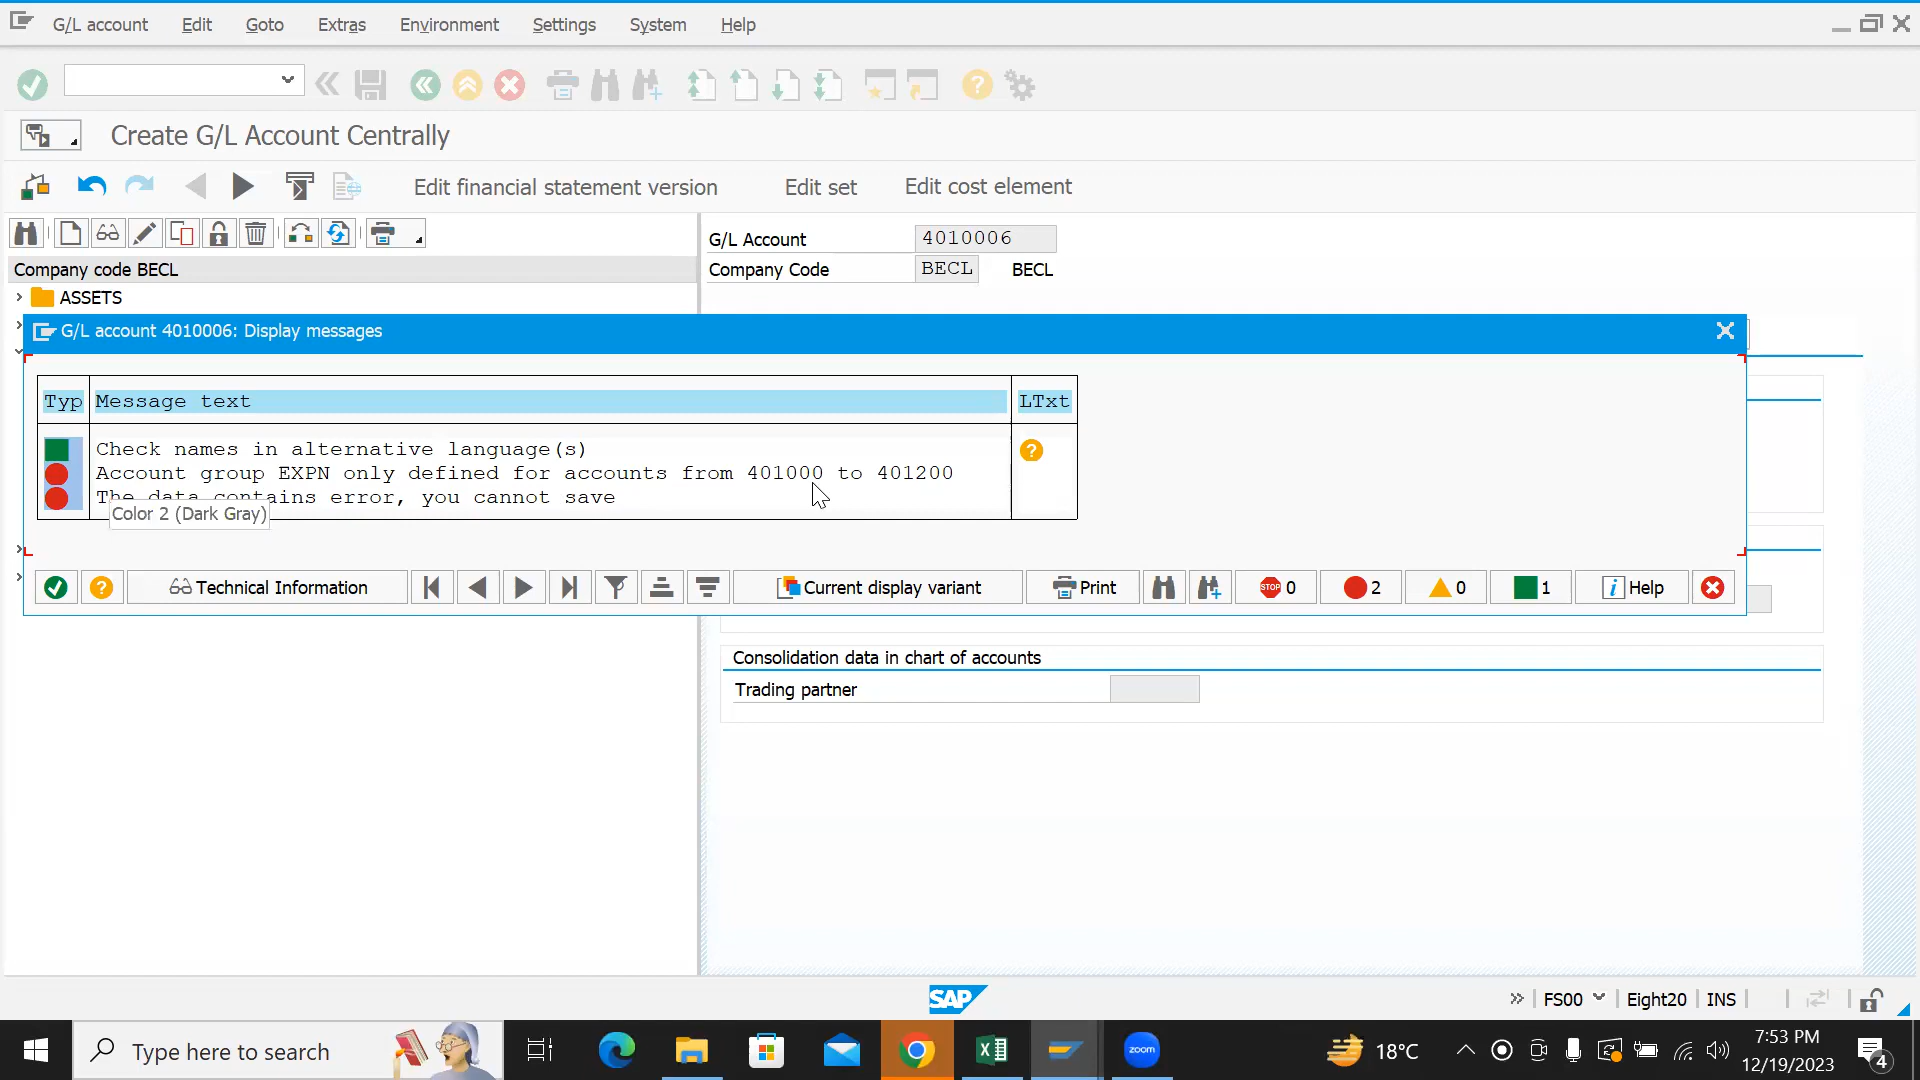 G/L account Edit Goto Extras Environment Settings System Help
Create G/L Account Centrally
Edit financial statement version Edit set Edit cost element
G/L Account 4010006
Company code BECL
Company Code BECL BECL
ASSETS
G/L account 4010006: Display messages
Typ Message text LTxt
Check names in alternative language(s)
Account group EXPN only defined for accounts from 401000 to 401200
The data contains error, you cannot save
Color 2 (Dark Gray)
Technical Information Current display variant Print STOP 0 2 0 1 Help
Consolidation data in chart of accounts
Trading partner
SAP FS00 Eight20 INS
Type here to search zoom 18°C 7:53 PM
12/19/2023 4